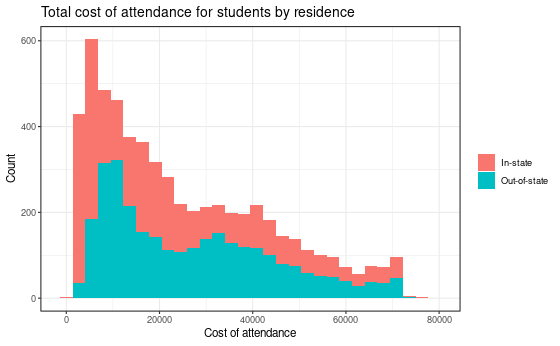 Total cost of attendance for students by residence
600
400
200
0
Count
0 20000 40000 60000 80000
Cost of attendance
In-state
Out-of-state